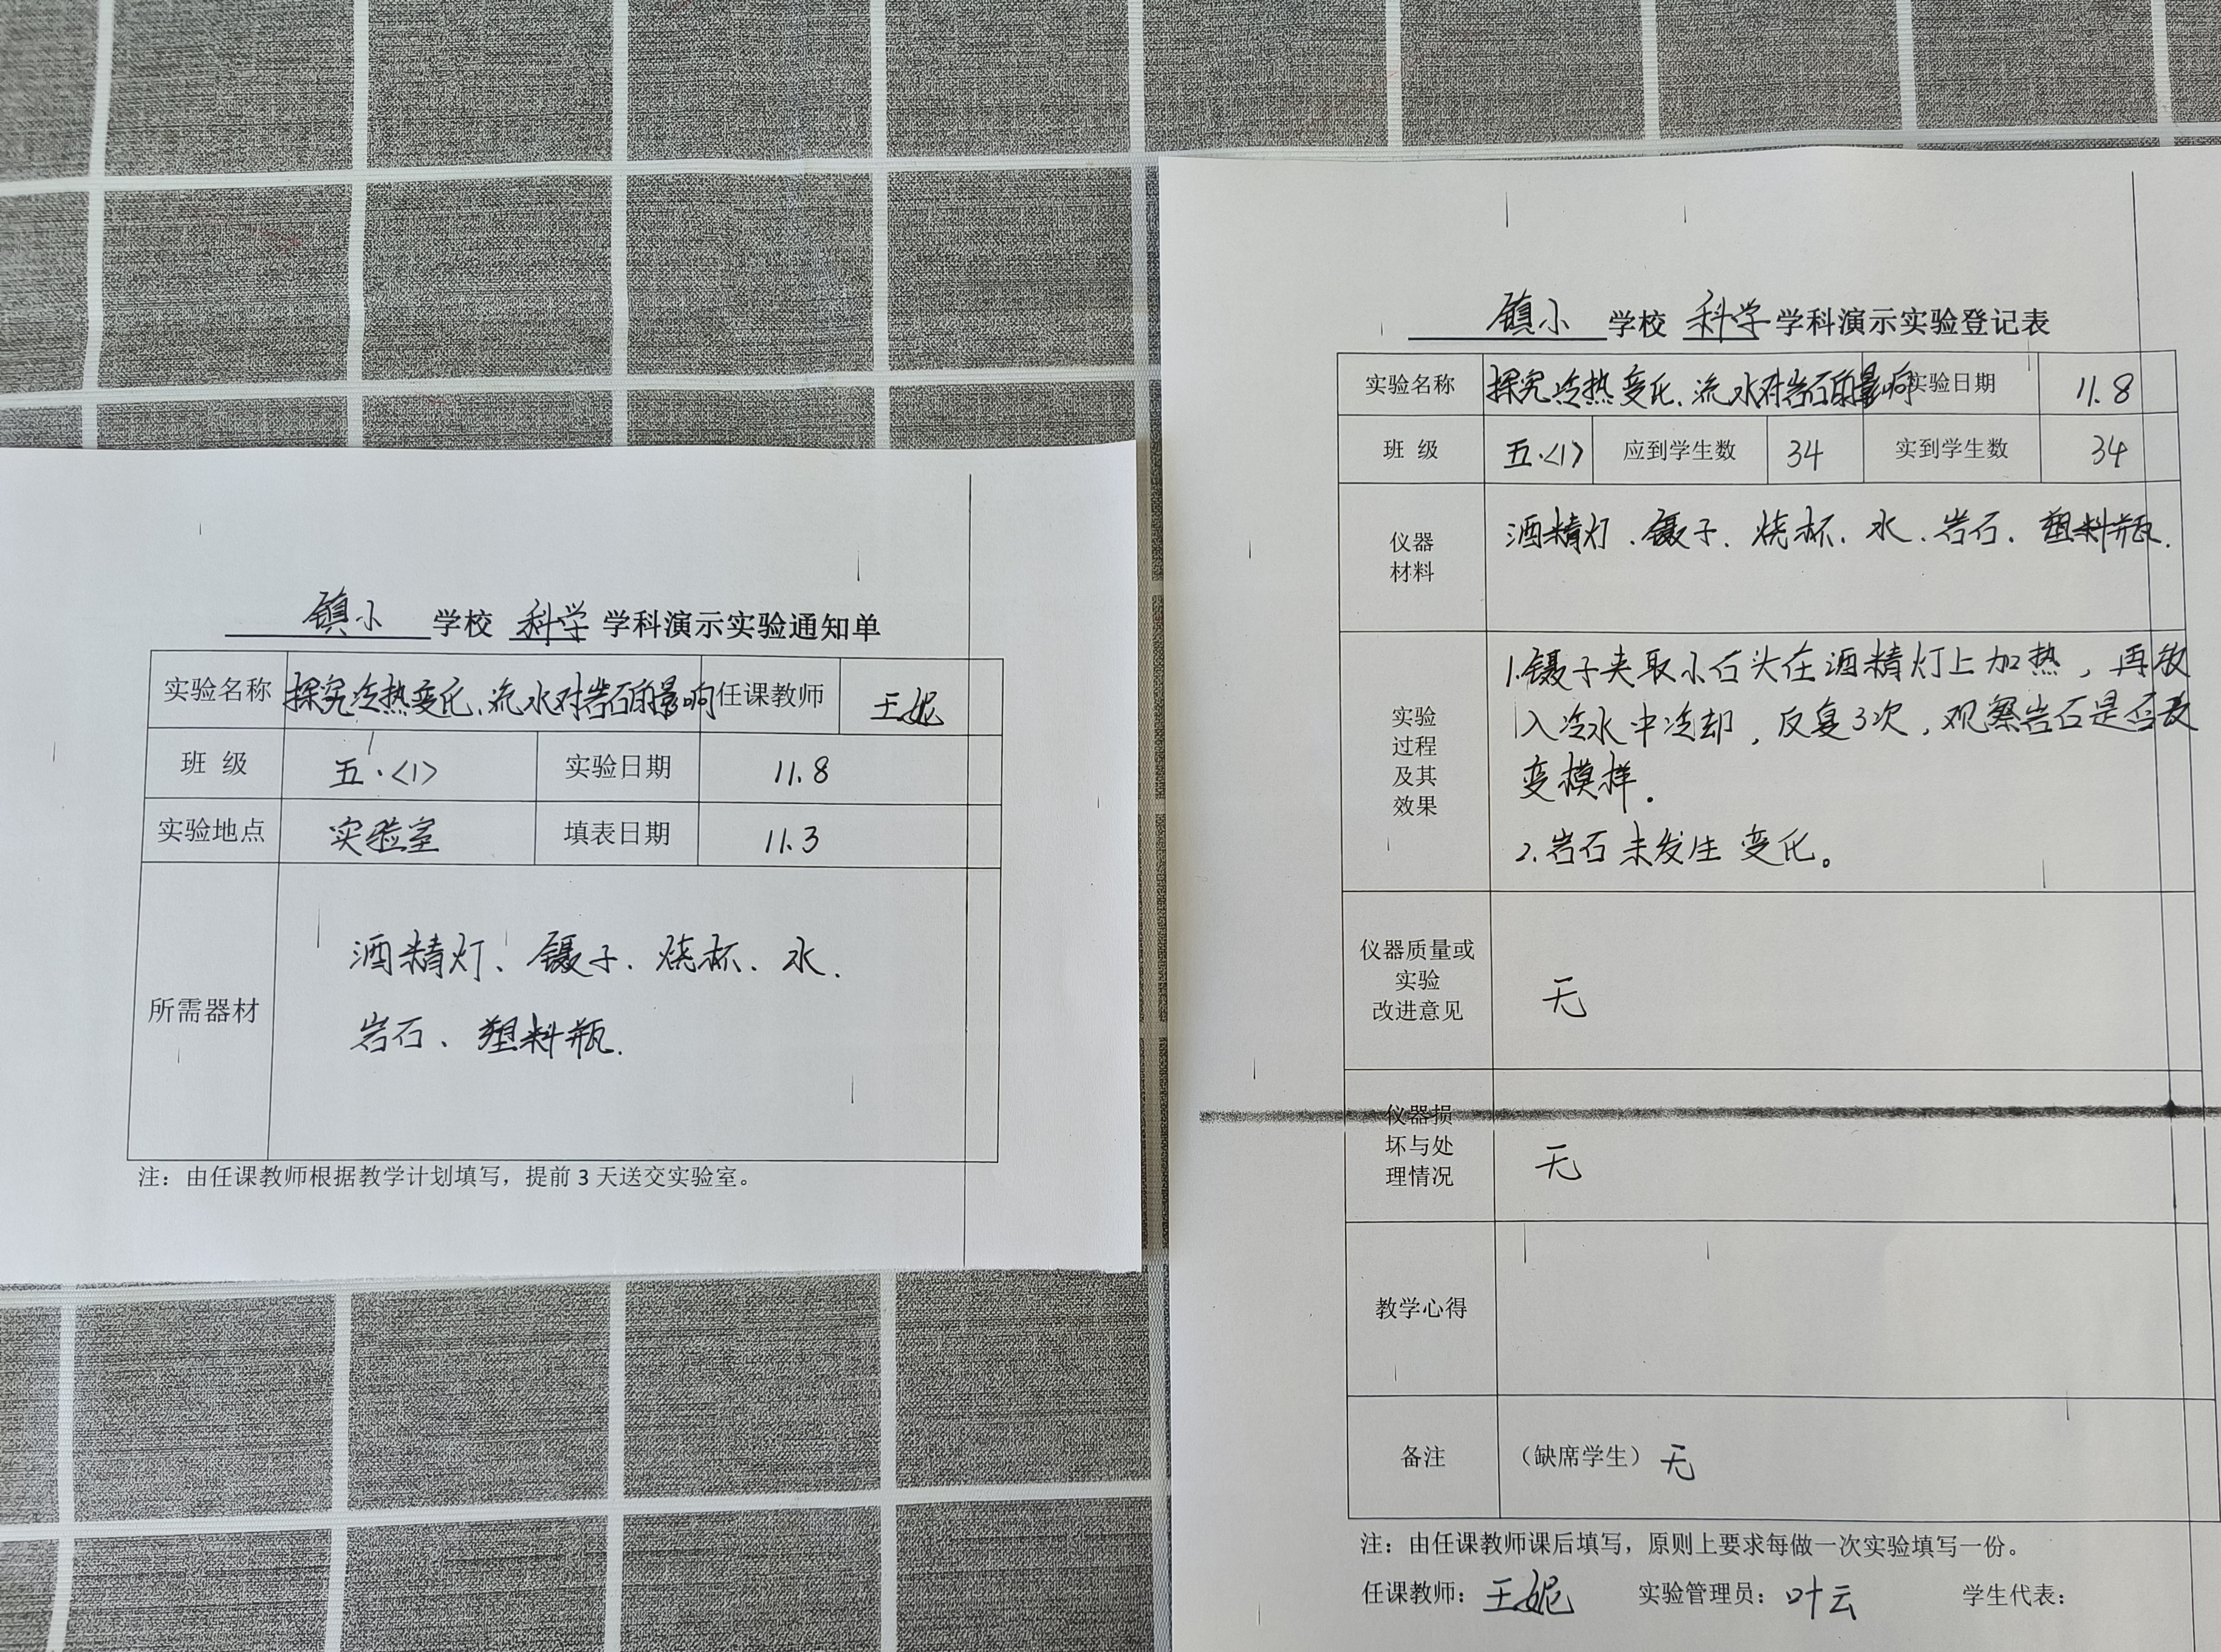 镇小 学校 科学 学科演示实验通知单
实验名称 探究冷热变化、流水对岩石的影响 任课教师 王妮
班 级 五.〈1〉 实验日期 11.8
实验地点 实验室 填表日期 11.3
所需器材
酒精灯、镊子、烧杯、水、
岩石、塑料瓶.
注：由任课教师根据教学计划填写，提前 3 天送交实验室。
镇小 学校 科学 学科演示实验登记表
实验名称 探究冷热变化、流水对岩石的影响 实验日期 11.8
班 级 五.〈1〉 应到学生数 34 实到学生数 34
仪器
材料
酒精灯、镊子、烧杯、水、岩石、塑料瓶.
实验
过程
及其
效果
1.镊子夹取小石头在酒精灯上加热，再放
入冷水中冷却，反复3次，观察岩石是否改
变模样.
2.岩石未发生变化。
仪器质量或
实验
改进意见
无
仪器损
坏与处
理情况
无
教学心得
备注 （缺席学生）无
注：由任课教师课后填写，原则上要求每做一次实验填写一份。
任课教师：王妮 实验管理员：叶云 学生代表：